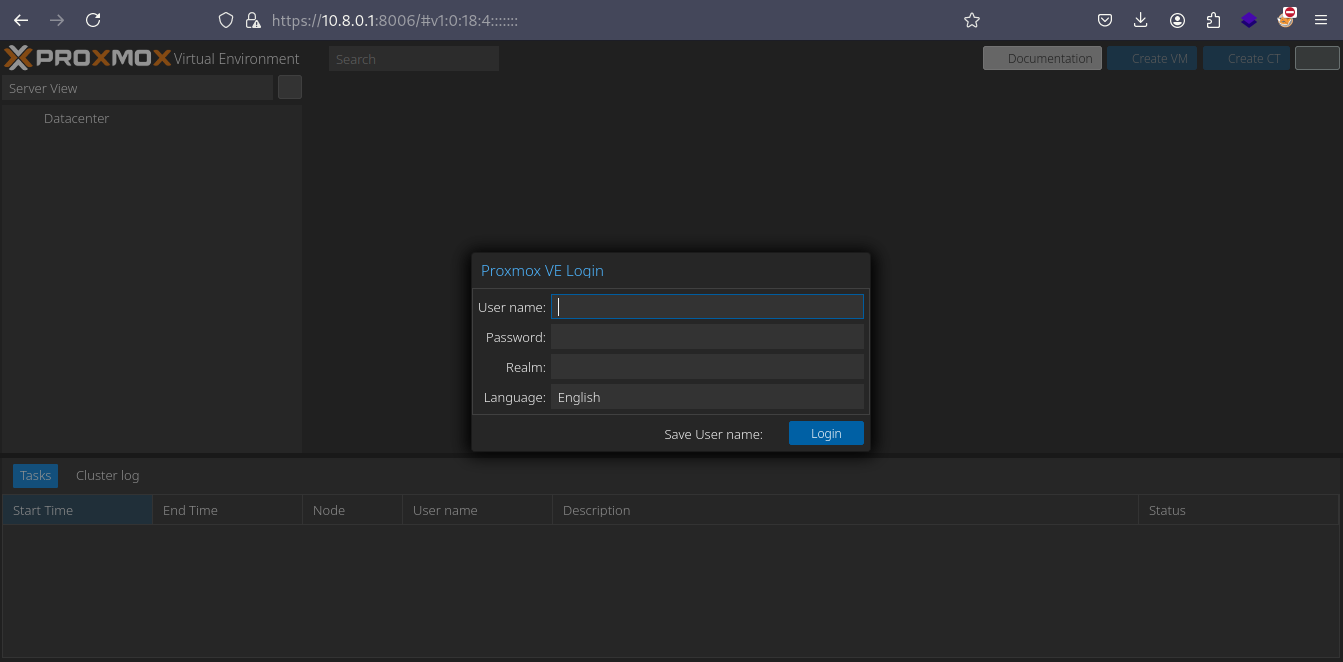 https://10.8.0.1:8006/#v1:0:18:4:::::::
PROXMOX Virtual Environment
Search
Documentation
Create VM
Create CT
Server View
Datacenter
Proxmox VE Login
User name:
Password:
Realm:
Language: English
Save User name:
Login
Tasks
Cluster log
Start Time
End Time
Node
User name
Description
Status